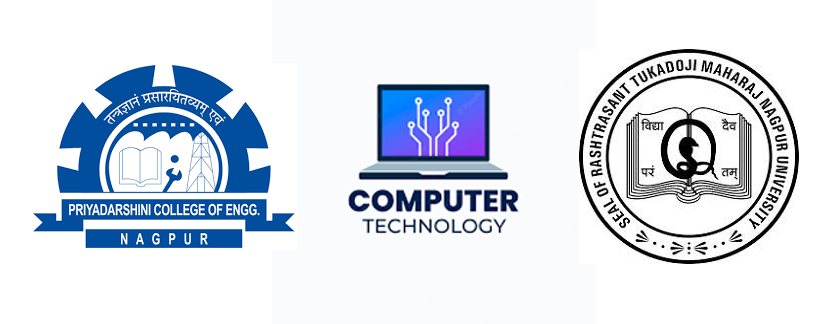 तन्त्रज्ञानं प्रसारयितव्यम् एवं
PRIYADARSHINI COLLEGE OF ENGG.
NAGPUR
COMPUTER
TECHNOLOGY
SEAL OF RASHTRASANT TUKADOJI MAHARAJ NAGPUR UNIVERSITY
विद्या दैव
परं तम्